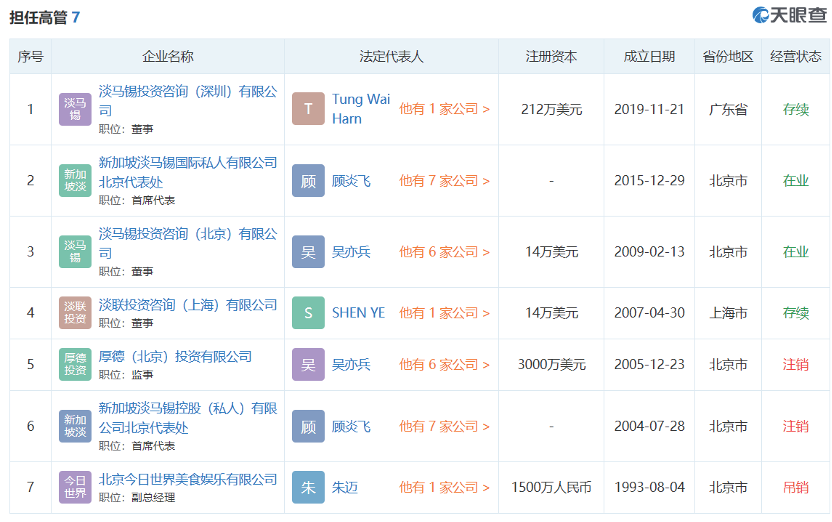 担任高管 7
天眼查
序号 企业名称 法定代表人 注册资本 成立日期 省份地区 经营状态
淡马 淡马锡投资咨询（深圳）有限公 Tung Wai
1 锡 司 T Harn 他有 1 家公司 > 212万美元 2019-11-21 广东省 存续
职位：董事
新加 新加坡淡马锡国际私人有限公司
2 坡淡 北京代表处 顾 顾炎飞 他有 7 家公司 > - 2015-12-29 北京市 在业
职位：首席代表
淡马 淡马锡投资咨询（北京）有限公
3 锡 司 吴 吴亦兵 他有 6 家公司 > 14万美元 2009-02-13 北京市 在业
职位：董事
淡联 淡联投资咨询（上海）有限公司
4 投资 职位：董事 S SHEN YE 他有 1 家公司 > 14万美元 2007-04-30 上海市 存续
厚德 厚德（北京）投资有限公司
5 投资 职位：监事 吴 吴亦兵 他有 6 家公司 > 3000万美元 2005-12-23 北京市 注销
新加 新加坡淡马锡控股（私人）有限
6 坡淡 公司北京代表处 顾 顾炎飞 他有 7 家公司 > - 2004-07-28 北京市 注销
职位：首席代表
今日 北京今日世界美食娱乐有限公司
7 世界 职位：副总经理 朱 朱迈 他有 1 家公司 > 1500万人民币 1993-08-04 北京市 吊销